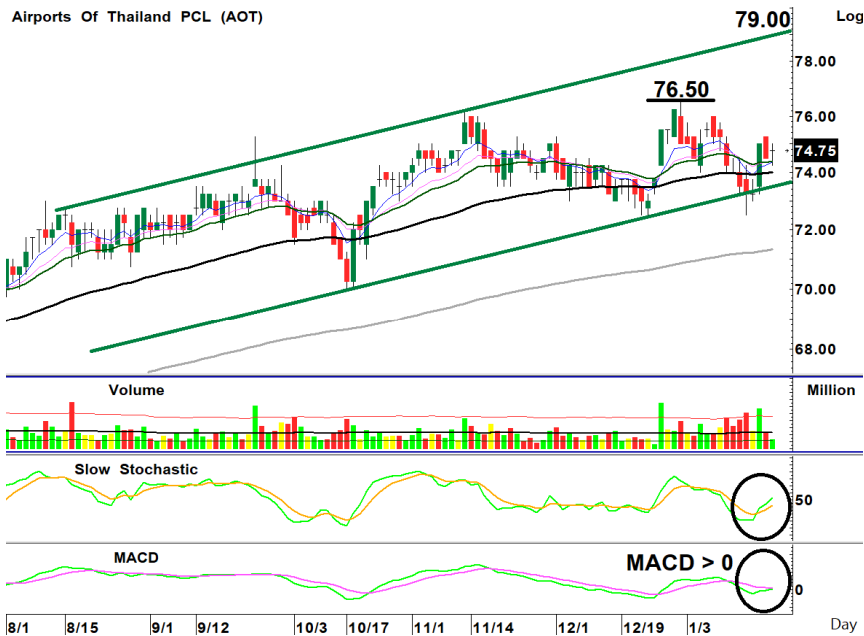 Airports Of Thailand PCL (AOT)
79.00
Log
78.00
76.50
76.00
74.75
74.00
72.00
70.00
68.00
Volume
Million
Slow Stochastic
50
MACD
MACD > 0
0
8/1 8/15 9/1 9/12 10/3 10/17 11/1 11/14 12/1 12/19 1/3 Day